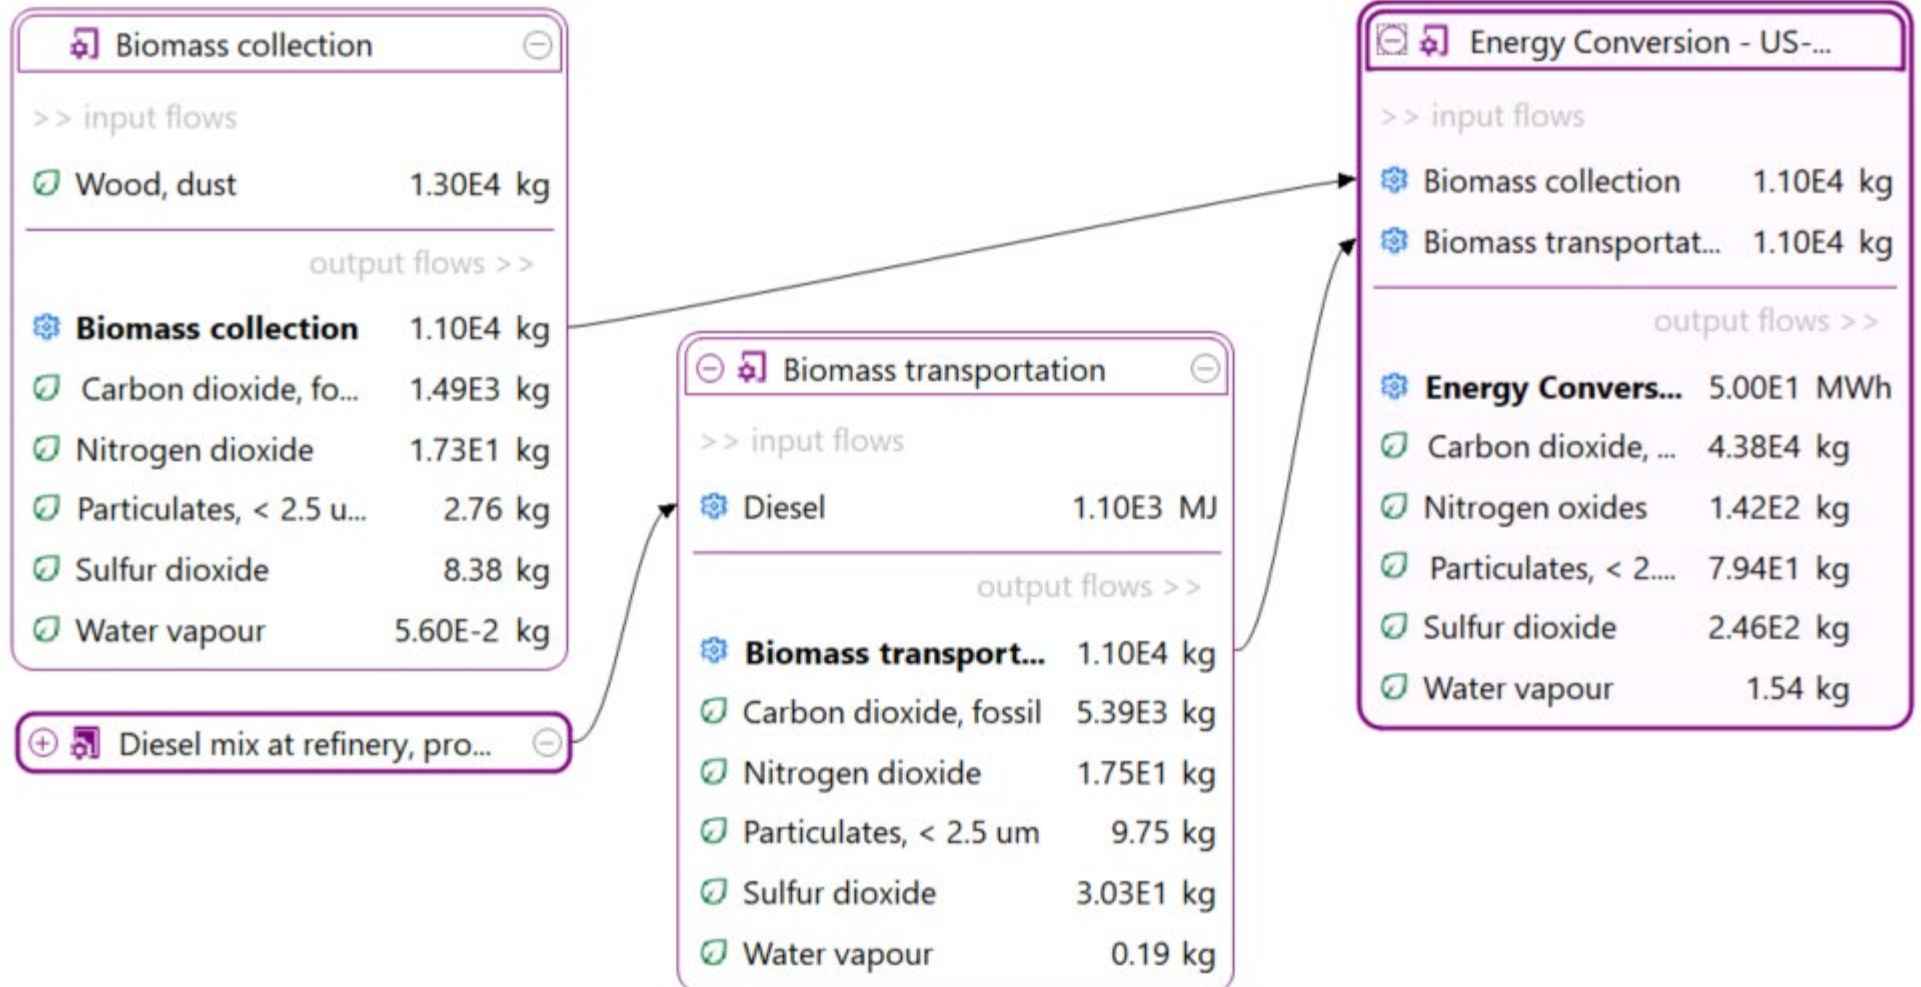 Biomass collection
>> input flows
Wood, dust 1.30E4 kg
output flows >>
Biomass collection 1.10E4 kg
Carbon dioxide, fo... 1.49E3 kg
Nitrogen dioxide 1.73E1 kg
Particulates, < 2.5 u... 2.76 kg
Sulfur dioxide 8.38 kg
Water vapour 5.60E-2 kg
Diesel mix at refinery, pro...
Biomass transportation
>> input flows
Diesel 1.10E3 MJ
output flows >>
Biomass transport... 1.10E4 kg
Carbon dioxide, fossil 5.39E3 kg
Nitrogen dioxide 1.75E1 kg
Particulates, < 2.5 um 9.75 kg
Sulfur dioxide 3.03E1 kg
Water vapour 0.19 kg
Energy Conversion - US-...
>> input flows
Biomass collection 1.10E4 kg
Biomass transportat... 1.10E4 kg
output flows >>
Energy Convers... 5.00E1 MWh
Carbon dioxide, ... 4.38E4 kg
Nitrogen oxides 1.42E2 kg
Particulates, < 2.... 7.94E1 kg
Sulfur dioxide 2.46E2 kg
Water vapour 1.54 kg